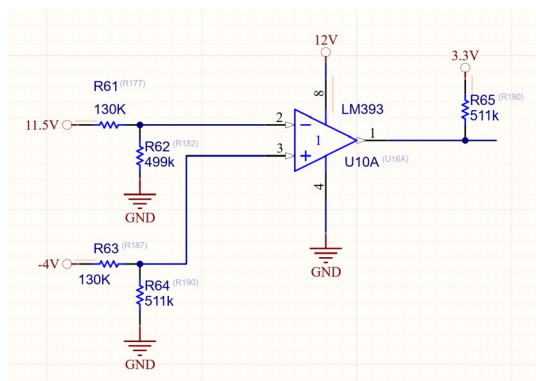 12V
3.3V
R61 (R177)
130K
8
LM393
R65 (R190)
511k
11.5V
2
1
1
R62 (R182)
499k
3
U10A (U16A)
4
GND
GND
R63 (R187)
-4V
130K
R64 (R190)
511k
GND